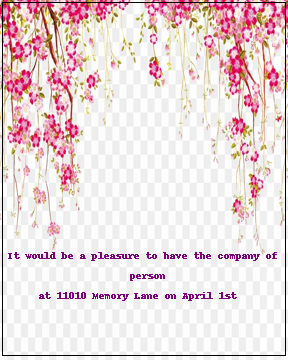 It would be a pleasure to have the company of
person
at 11010 Memory Lane on April 1st